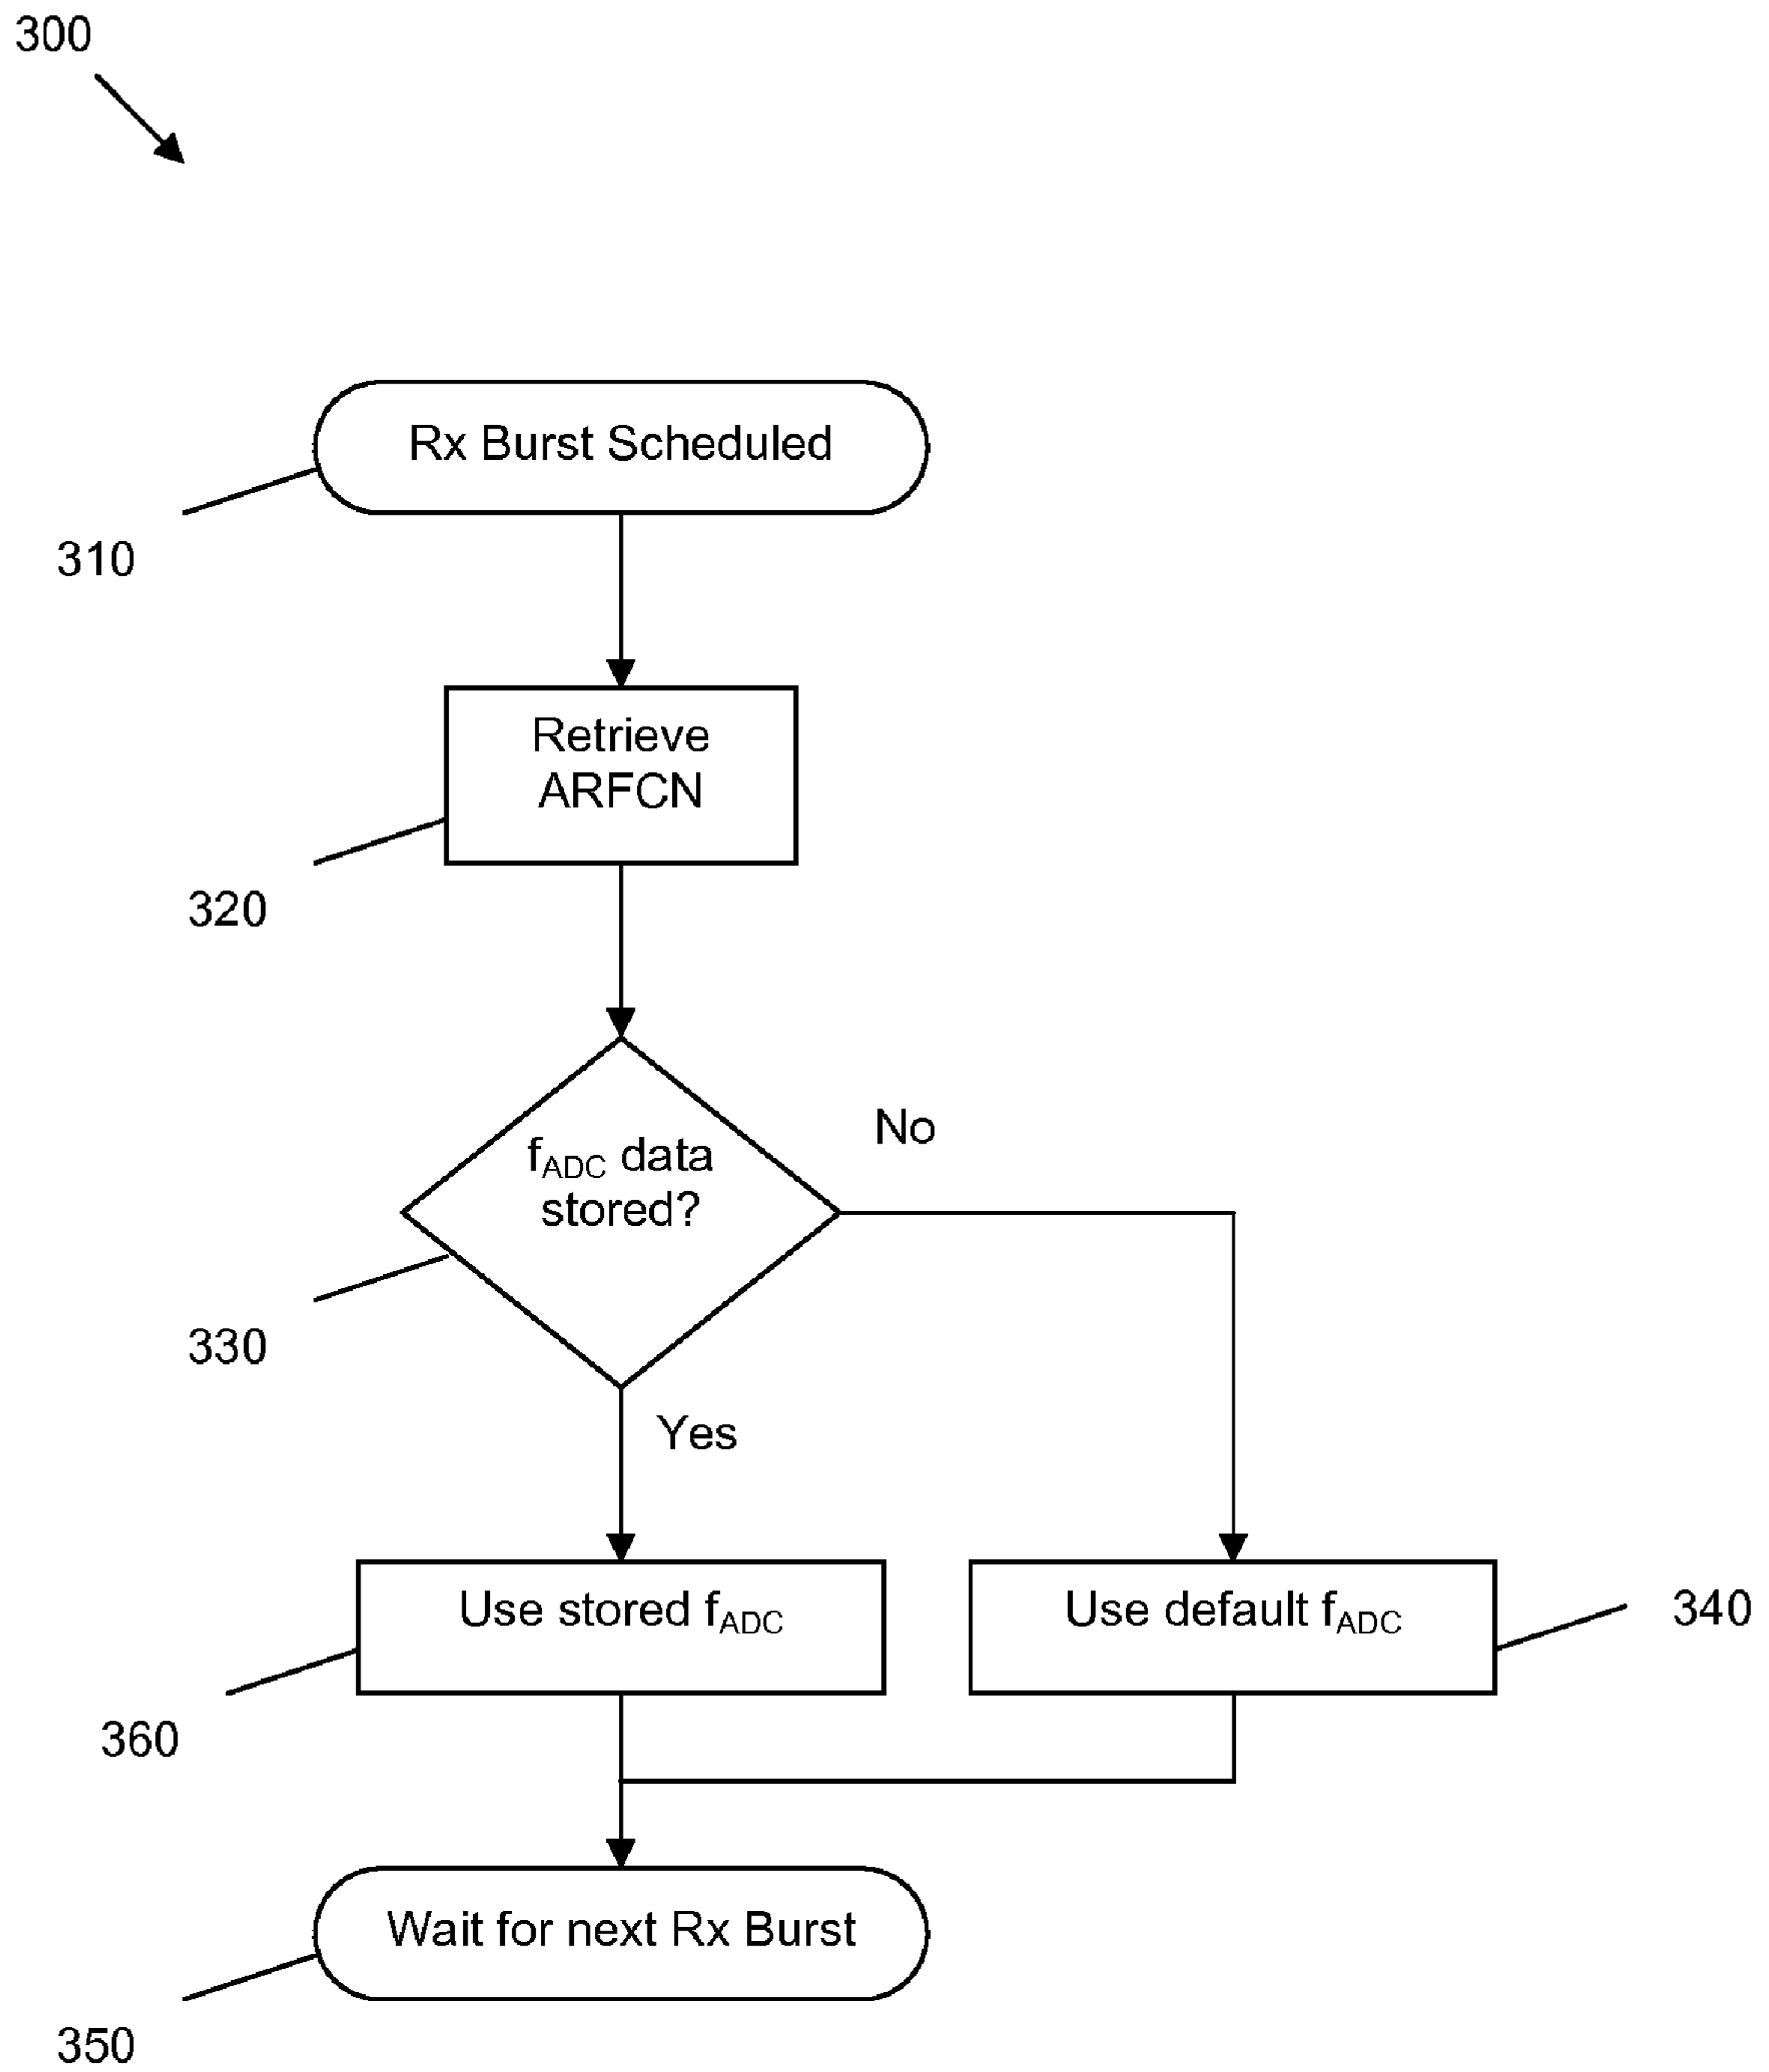 300
Rx Burst Scheduled
310
Retrieve
ARFCN
320
No
fADC data
stored?
330
Yes
Use stored fADC
Use default fADC
340
360
Wait for next Rx Burst
350